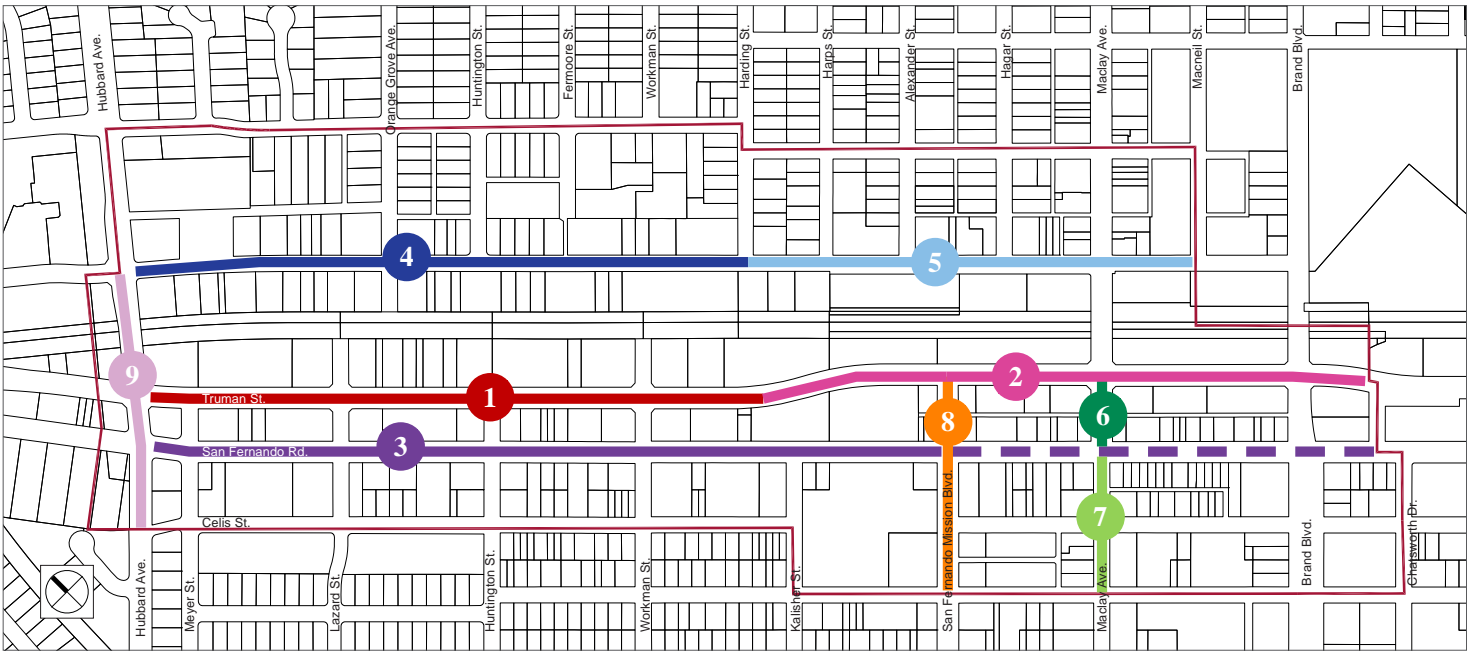 Hubbard Ave.
Orange Grove Ave.
Huntington St.
Fermoore St.
Workman St.
Harding St.
Harps St.
Alexander St.
Hagar St.
Maclay Ave.
Macneil St.
Brand Blvd.
4
5
9
1
2
Truman St.
8
6
3
San Fernando Rd.
7
Celis St.
Hubbard Ave.
Meyer St.
Lazard St.
Huntington St.
Workman St.
Kalisher St.
San Fernando Mission Blvd.
Maclay Ave.
Brand Blvd.
Chatsworth Dr.